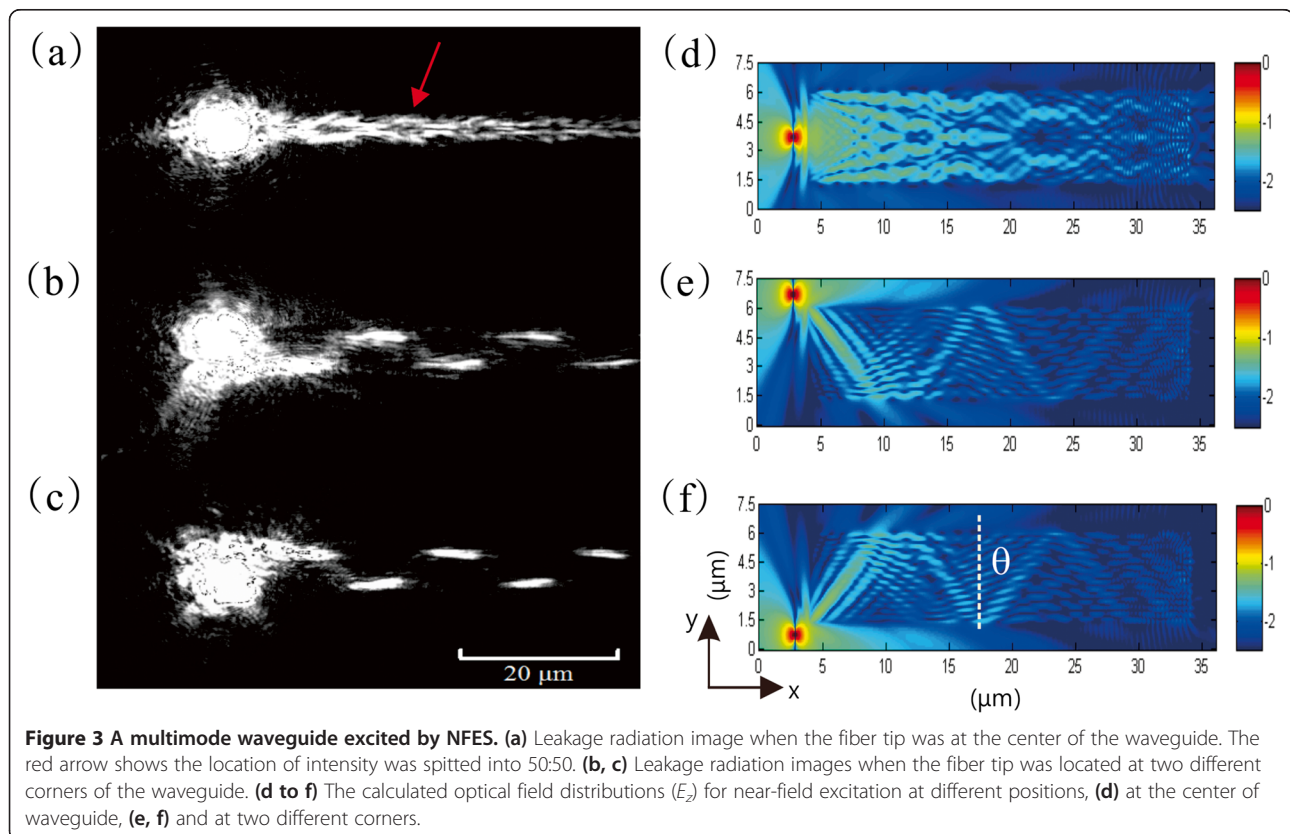 (a)
(b)
(c)
20 μm
(d)
7.5
6
4.5
3
1.5
0
0 5 10 15 20 25 30 35
0
-1
-2
(e)
7.5
6
4.5
3
1.5
0
0 5 10 15 20 25 30 35
0
-1
-2
(f)
7.5
6
4.5
3
1.5
0
0 5 10 15 20 25 30 35
0
-1
-2
θ
(μm)
y
x
(μm)
Figure 3 A multimode waveguide excited by NFES. (a) Leakage radiation image when the fiber tip was at the center of the waveguide. The
red arrow shows the location of intensity was spitted into 50:50. (b, c) Leakage radiation images when the fiber tip was located at two different
corners of the waveguide. (d to f) The calculated optical field distributions (Ez) for near-field excitation at different positions, (d) at the center of
waveguide, (e, f) and at two different corners.